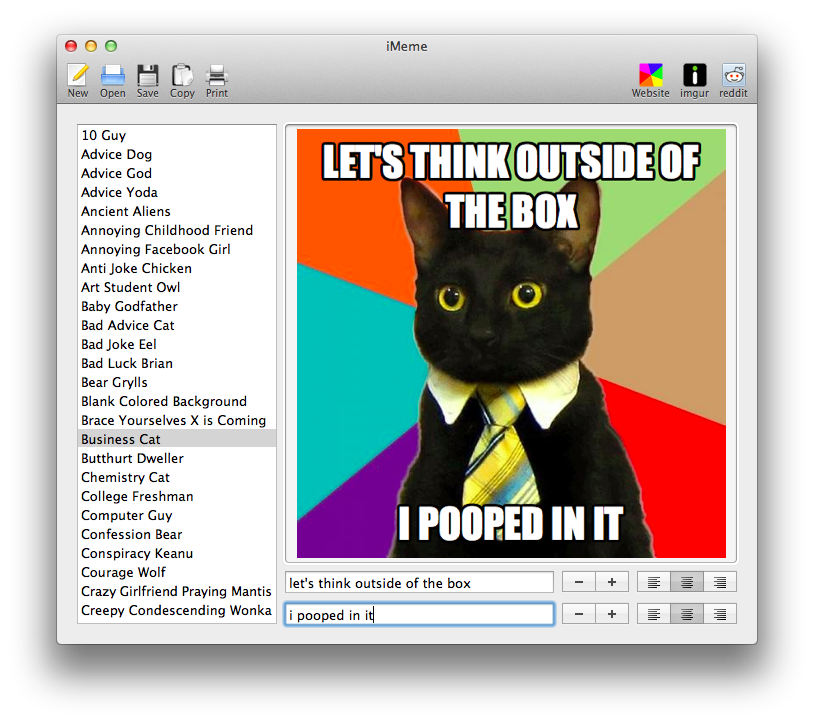 iMeme
New
Open
Save
Copy
Print
Website
imgur
reddit
10 Guy
Advice Dog
Advice God
Advice Yoda
Ancient Aliens
Annoying Childhood Friend
Annoying Facebook Girl
Anti Joke Chicken
Art Student Owl
Baby Godfather
Bad Advice Cat
Bad Joke Eel
Bad Luck Brian
Bear Grylls
Blank Colored Background
Brace Yourselves X is Coming
Business Cat
Butthurt Dweller
Chemistry Cat
College Freshman
Computer Guy
Confession Bear
Conspiracy Keanu
Courage Wolf
Crazy Girlfriend Praying Mantis
Creepy Condescending Wonka
LET'S THINK OUTSIDE OF
THE BOX
I POOPED IN IT
let's think outside of the box
i pooped in it